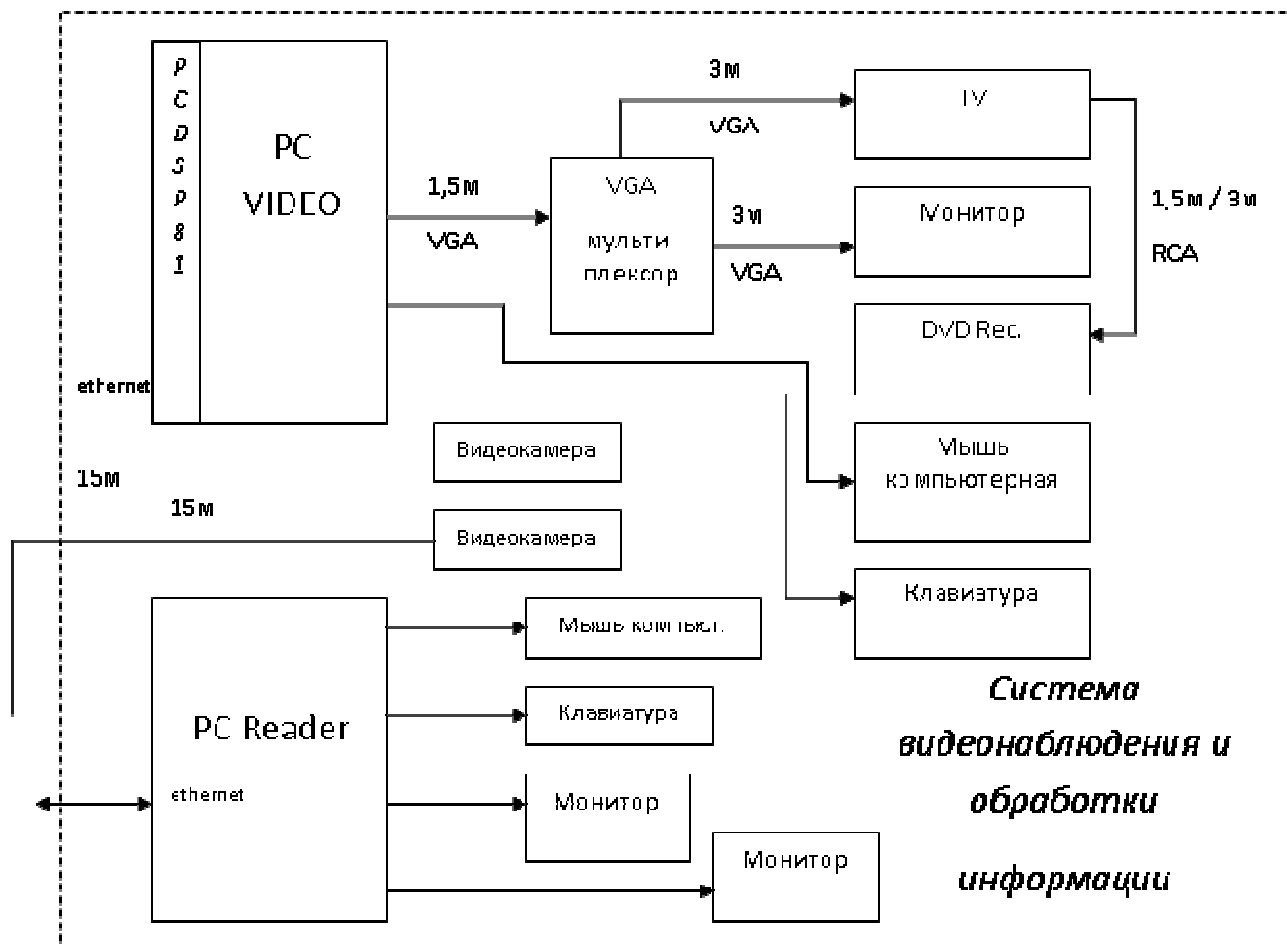 P
C
D
S
P
8
1
PC
VIDEO
ethernet
1,5м
VGA
VGA
мульти
плексор
3м
VGA
3м
VGA
TV
Монитор
DVD Rec.
1,5м / 3м
RCA
Мышь
компьютерная
Клавиатура
Видеокамера
Видеокамера
15м
15м
PC Reader
ethernet
Мышь компьют.
Клавиатура
Монитор
Монитор
Система
видеонаблюдения и
обработки
информации